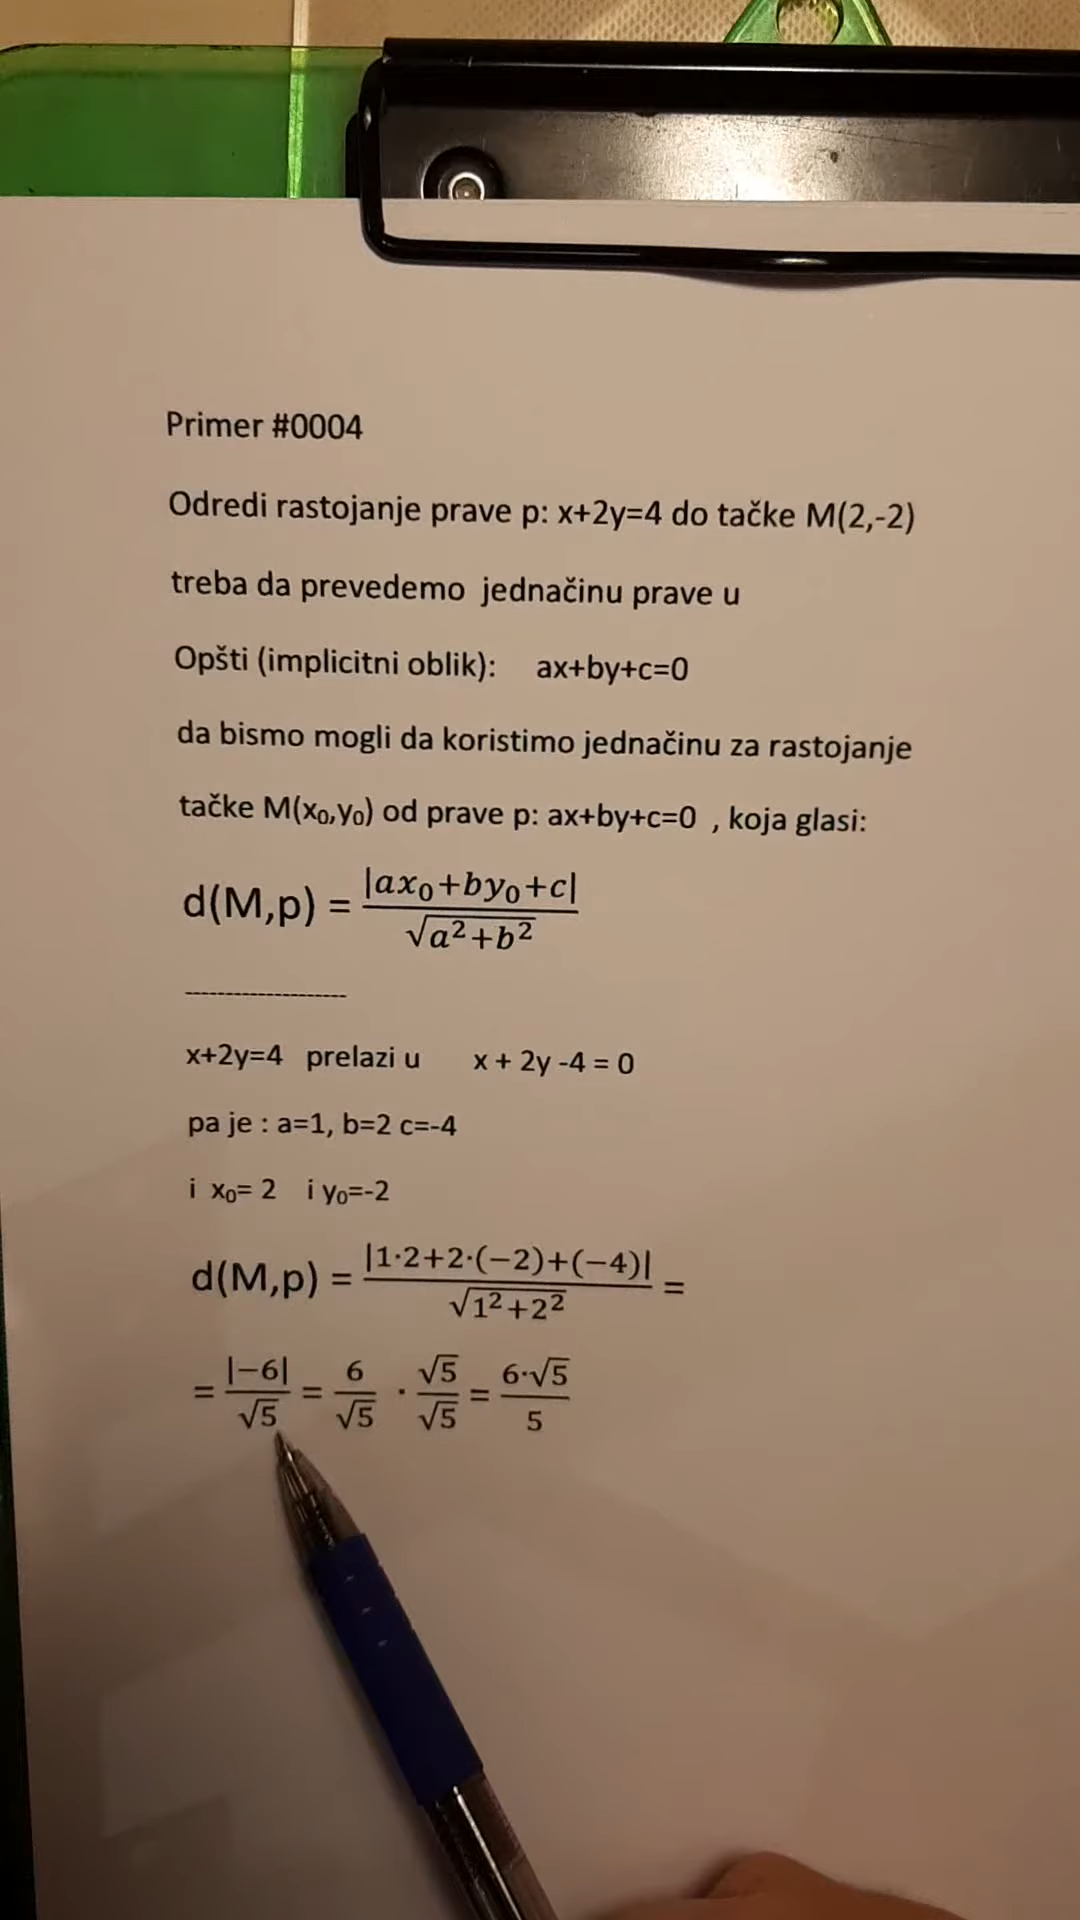 Primer #0004
Odredi rastojanje prave p: x+2y=4 do tačke M(2,-2)
treba da prevedemo jednačinu prave u
Opšti (implicitni oblik): ax+by+c=0
da bismo mogli da koristimo jednačinu za rastojanje
tačke M(x₀,y₀) od prave p: ax+by+c=0 , koja glasi:
d(M,p) = |ax₀+by₀+c| / √(a²+b²)
--------------------
x+2y=4 prelazi u x + 2y -4 = 0
pa je : a=1, b=2 c=-4
i x₀= 2 i y₀=-2
d(M,p) = |1·2+2·(−2)+(−4)| / √(1²+2²) =
= |−6| / √5 = 6 / √5 · √5 / √5 = 6·√5 / 5